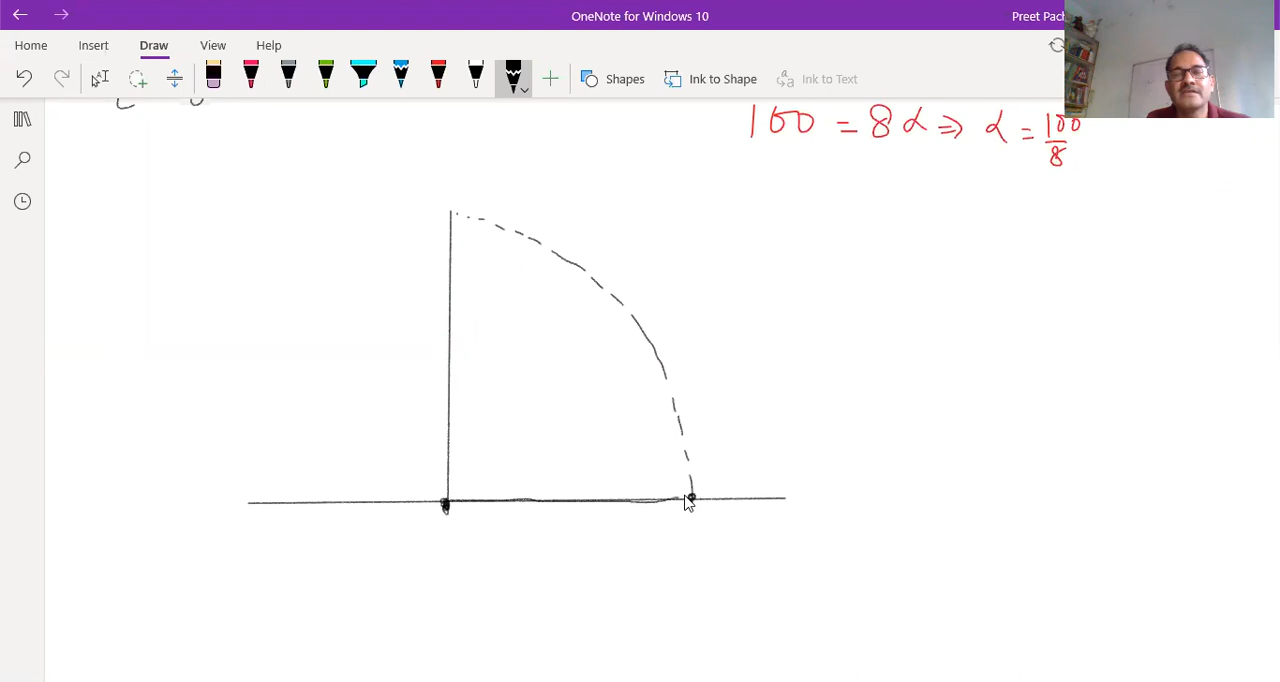 OneNote for Windows 10
Preet Pach
Home Insert Draw View Help
Shapes Ink to Shape Ink to Text
100 = 8α ⇒ α = 100/8